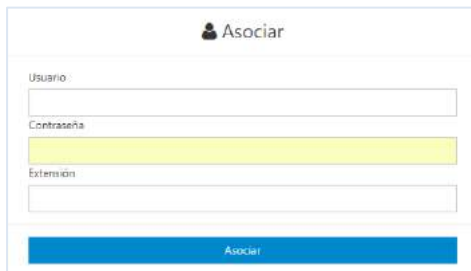 Asociar
Usuario
Contraseña
Extensión
Asociar